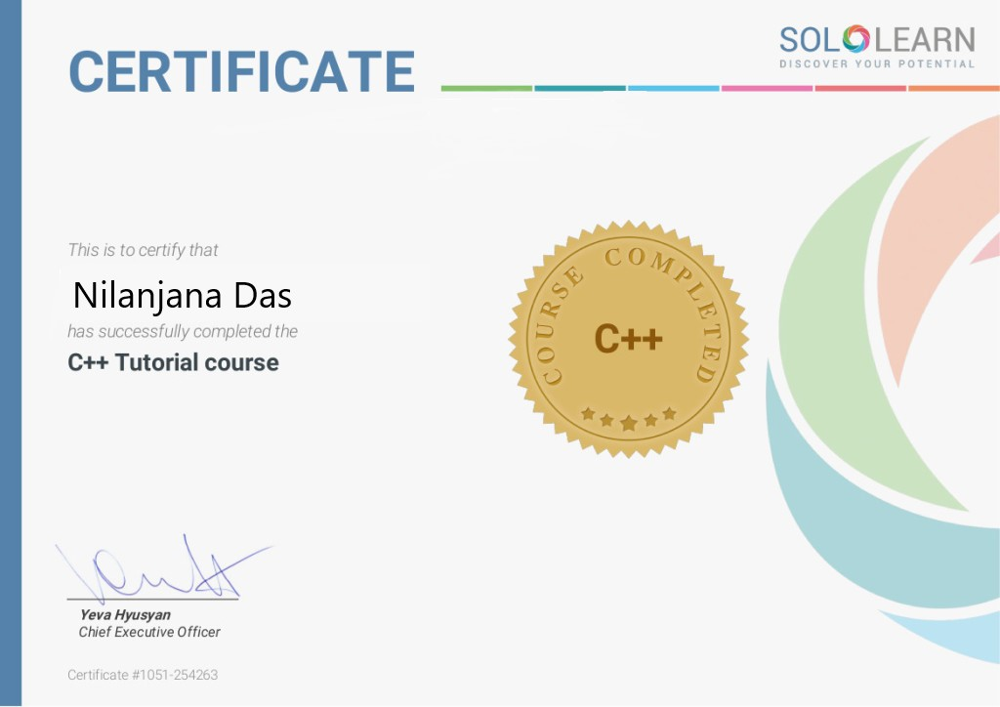 CERTIFICATE
SOLOLEARN
DISCOVER YOUR POTENTIAL
This is to certify that
Nilanjana Das
has successfully completed the
C++ Tutorial course
COURSE COMPLETED
C++
Yeva Hyusyan
Chief Executive Officer
Certificate #1051-254263